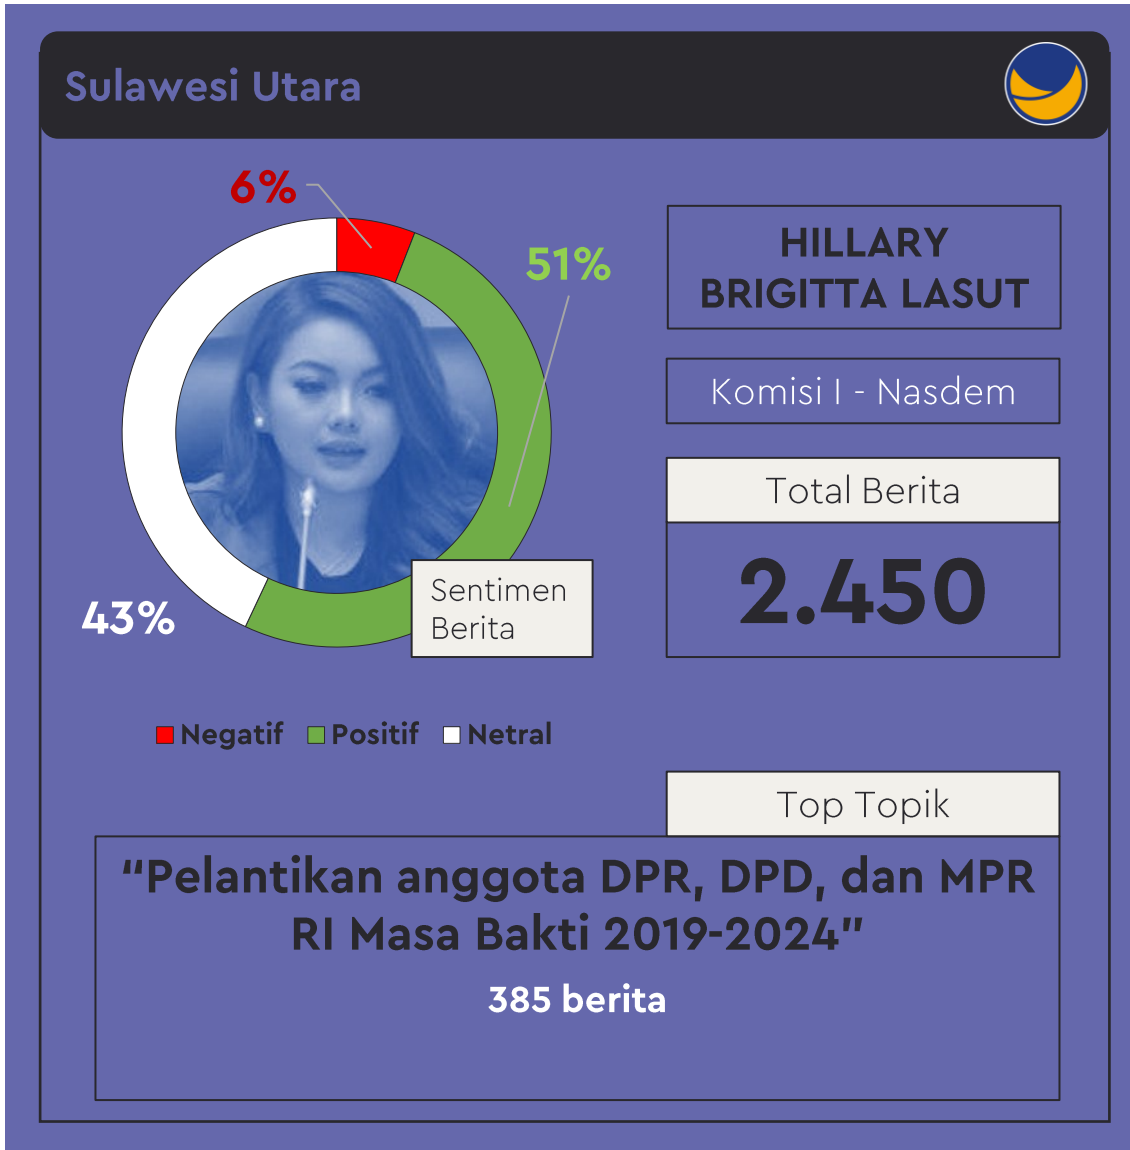 Sulawesi Utara
6%
51%
43%
Sentimen
Berita
Negatif Positif Netral
HILLARY
BRIGITTA LASUT
Komisi I - Nasdem
Total Berita
2.450
Top Topik
“Pelantikan anggota DPR, DPD, dan MPR
RI Masa Bakti 2019-2024”
385 berita